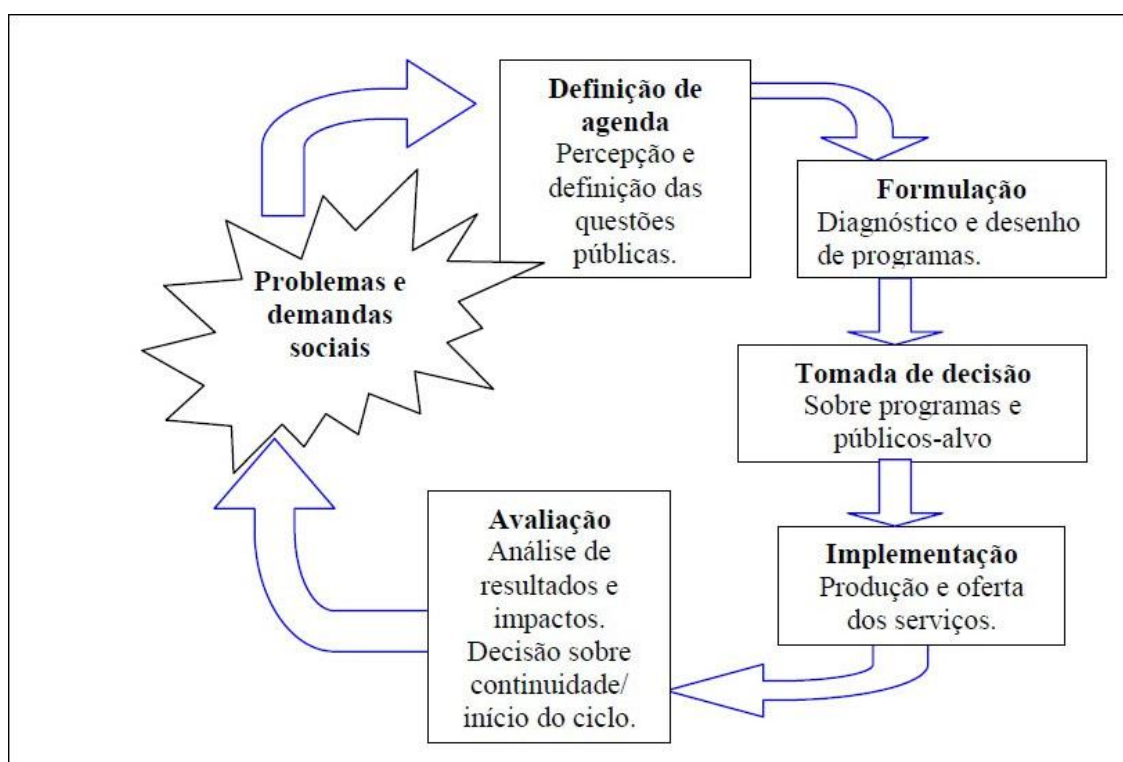 Definição de
agenda
Percepção e
definição das
questões
públicas.
Formulação
Diagnóstico e desenho
de programas.
Problemas e
demandas
sociais
Tomada de decisão
Sobre programas e
públicos-alvo
Avaliação
Análise de
resultados e
impactos.
Decisão sobre
continuidade/
início do ciclo.
Implementação
Produção e oferta
dos serviços.